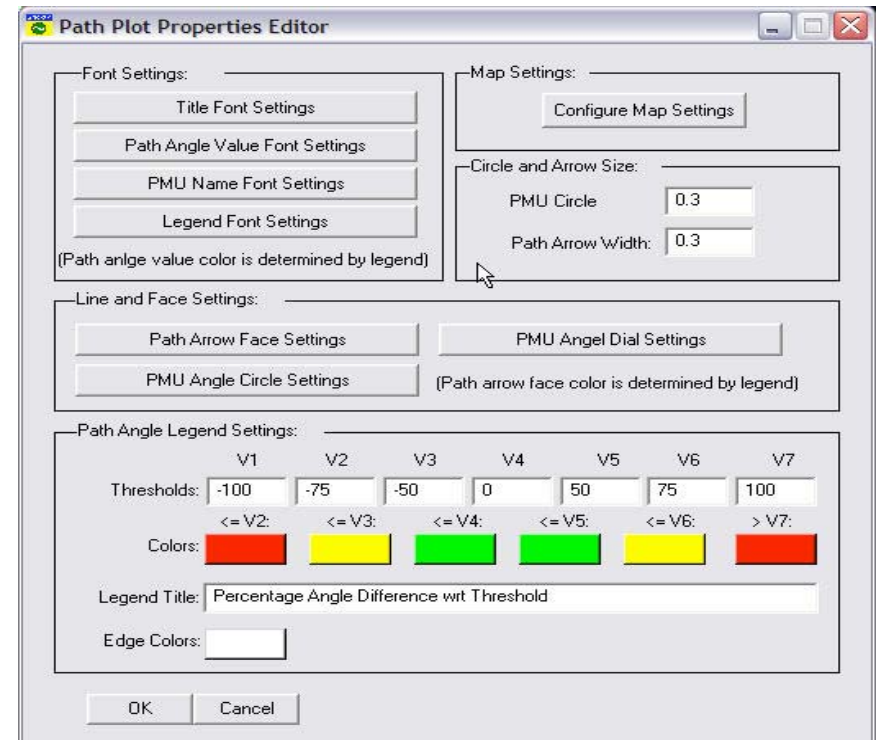 Path Plot Properties Editor
Font Settings:
Title Font Settings
Path Angle Value Font Settings
PMU Name Font Settings
Legend Font Settings
(Path anlge value color is determined by legend)
Map Settings:
Configure Map Settings
Circle and Arrow Size:
PMU Circle 0.3
Path Arrow Width: 0.3
Line and Face Settings:
Path Arrow Face Settings PMU Angel Dial Settings
PMU Angle Circle Settings (Path arrow face color is determined by legend)
Path Angle Legend Settings:
V1 V2 V3 V4 V5 V6 V7
Thresholds: -100 -75 -50 0 50 75 100
<= V2: <= V3: <= V4: <= V5: <= V6: > V7:
Colors:
Legend Title: Percentage Angle Difference wrt Threshold
Edge Colors:
OK Cancel